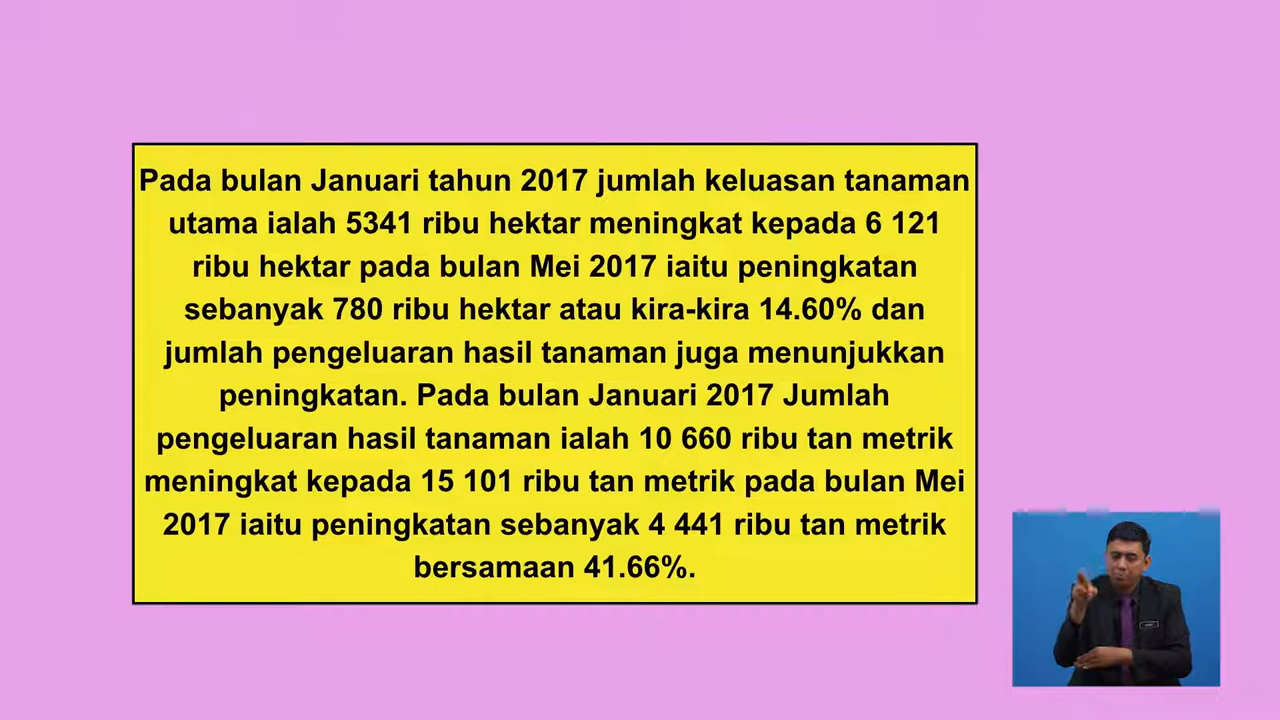 Pada bulan Januari tahun 2017 jumlah keluasan tanaman
utama ialah 5341 ribu hektar meningkat kepada 6 121
ribu hektar pada bulan Mei 2017 iaitu peningkatan
sebanyak 780 ribu hektar atau kira-kira 14.60% dan
jumlah pengeluaran hasil tanaman juga menunjukkan
peningkatan. Pada bulan Januari 2017 Jumlah
pengeluaran hasil tanaman ialah 10 660 ribu tan metrik
meningkat kepada 15 101 ribu tan metrik pada bulan Mei
2017 iaitu peningkatan sebanyak 4 441 ribu tan metrik
bersamaan 41.66%.